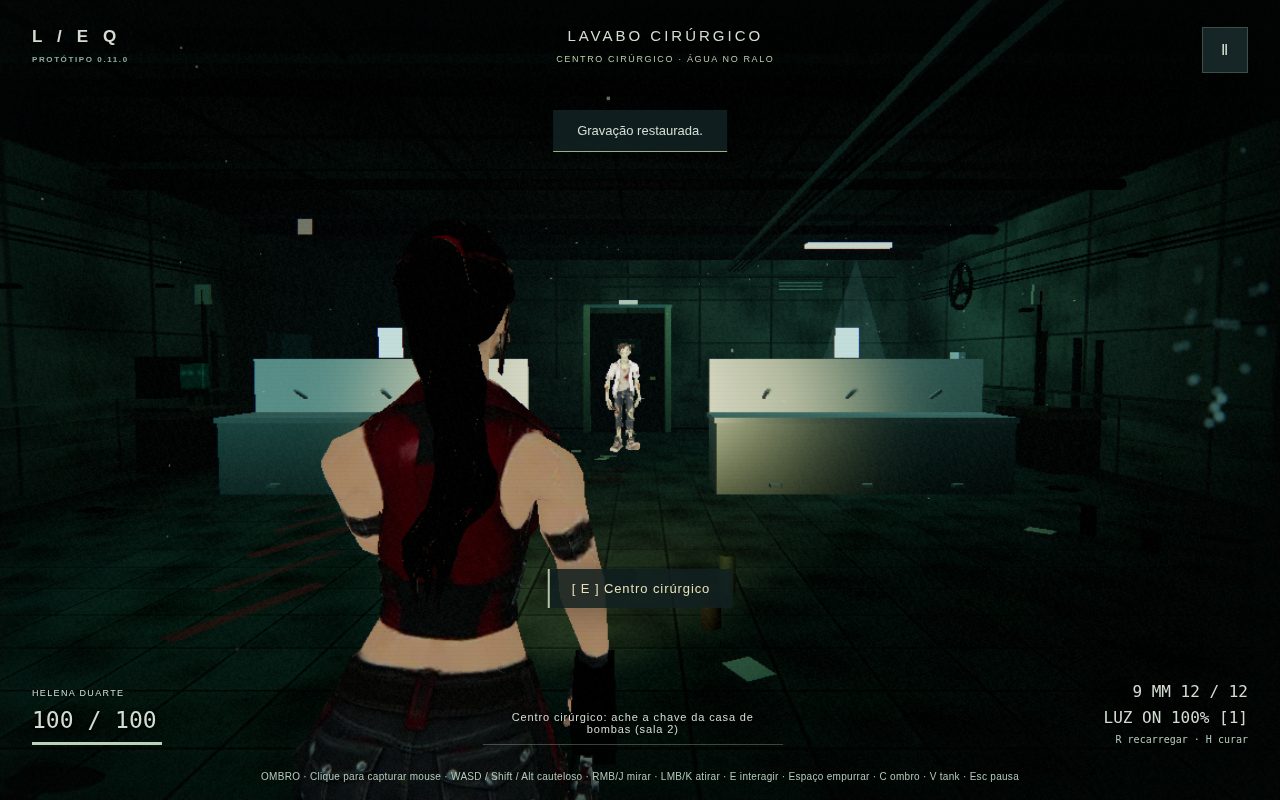 L / E Q
PROTÓTIPO 0.11.0
LAVABO CIRÚRGICO
CENTRO CIRÚRGICO · ÁGUA NO RALO
II
Gravação restaurada.
[ E ] Centro cirúrgico
HELENA DUARTE
100 / 100
Centro cirúrgico: ache a chave da casa de
bombas (sala 2)
9 MM 12 / 12
LUZ ON 100% [1]
R recarregar · H curar
OMBRO · Clique para capturar mouse · WASD / Shift / Alt cauteloso · RMB/J mirar · LMB/K atirar · E interagir · Espaço empurrar · C ombro · V tank · Esc pausa